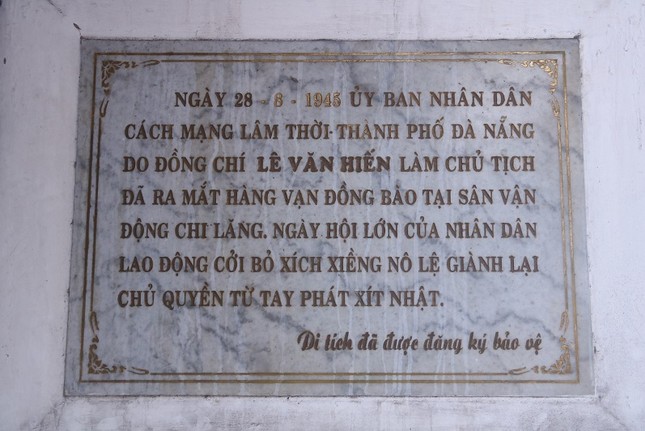 NGÀY 28 - 8 - 1945 ỦY BAN NHÂN DÂN
CÁCH MẠNG LÂM THỜI THÀNH PHỐ ĐÀ NẴNG
DO ĐỒNG CHÍ LÊ VĂN HIẾN LÀM CHỦ TỊCH
ĐÃ RA MẮT HÀNG VẠN ĐỒNG BÀO TẠI SÂN VẬN
ĐỘNG CHI LĂNG. NGÀY HỘI LỚN CỦA NHÂN DÂN
LAO ĐỘNG CỞI BỎ XÍCH XIỀNG NÔ LỆ GIÀNH LẠI
CHỦ QUYỀN TỪ TAY PHÁT XÍT NHẬT.
Di tích đã được đăng ký bảo vệ